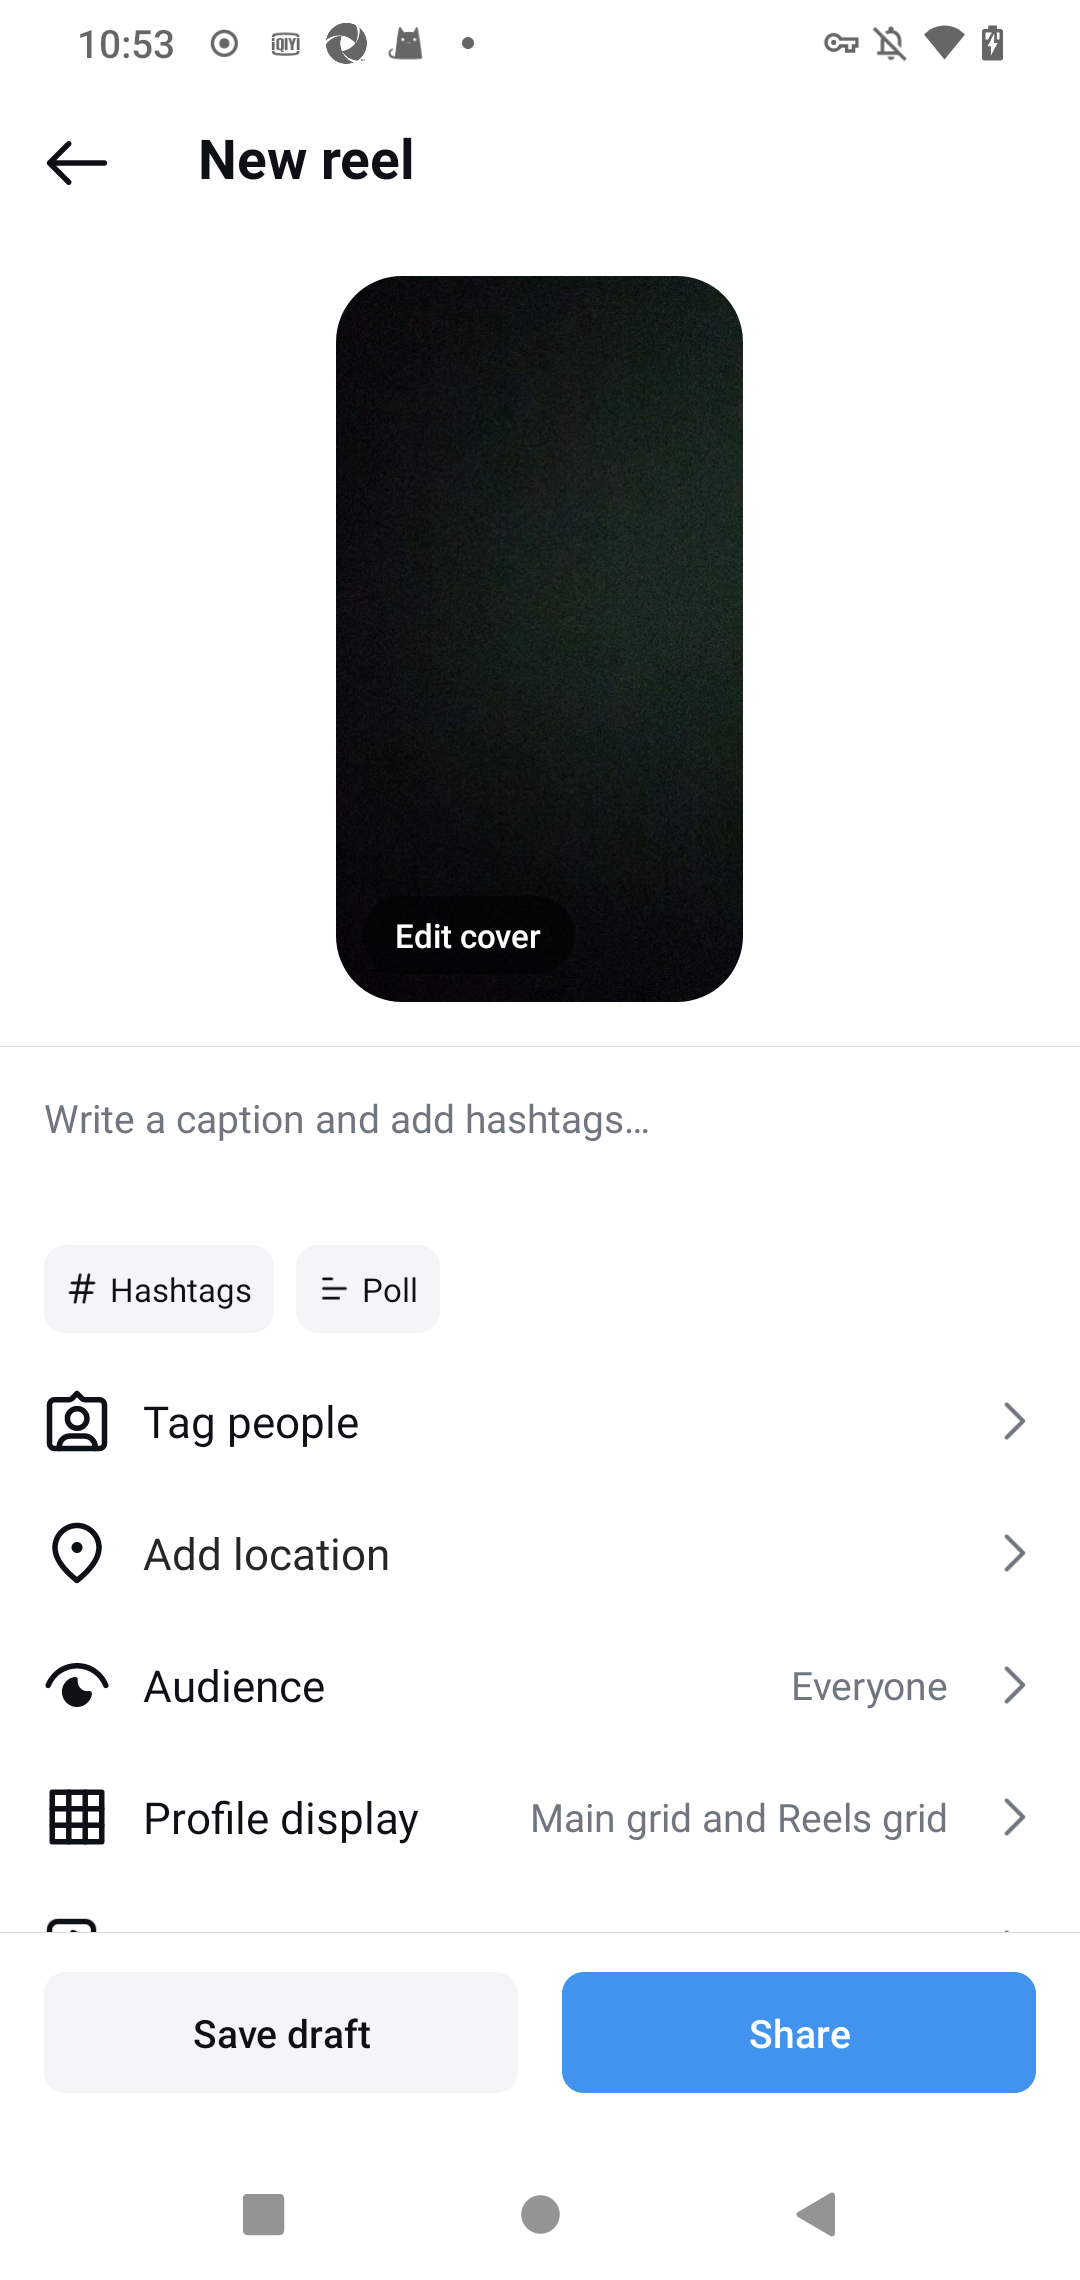 10:53
iQIYI
New reel
Edit cover
Write a caption and add hashtags...
# Hashtags
Poll
Tag people
Add location
Audience
Everyone
Profile display
Main grid and Reels grid
Save draft
Share